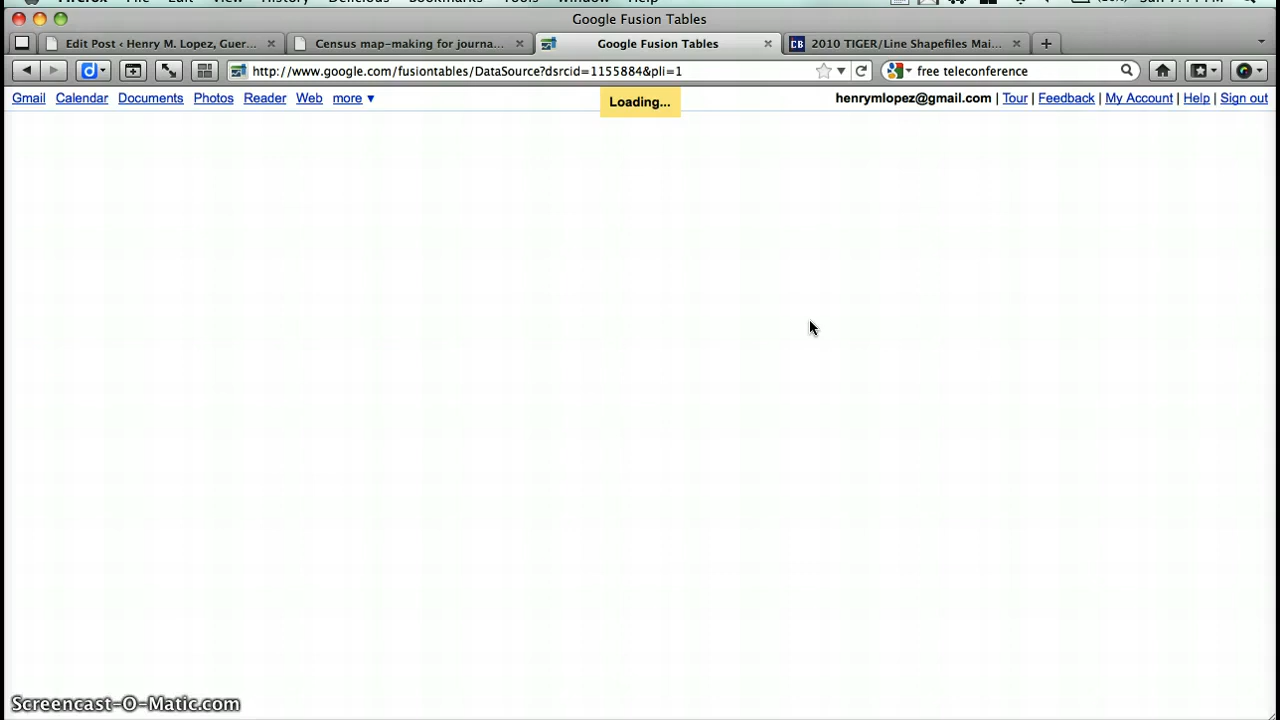 Google Fusion Tables
Edit Post ‹ Henry M. Lopez, Guer... Census map-making for journa... Google Fusion Tables CB 2010 TIGER/Line Shapefiles Mai...
http://www.google.com/fusiontables/DataSource?dsrcid=1155884&pli=1 free teleconference
Gmail Calendar Documents Photos Reader Web more ▼ Loading... henrymlopez@gmail.com | Tour | Feedback | My Account | Help | Sign out
Screencast-O-Matic.com